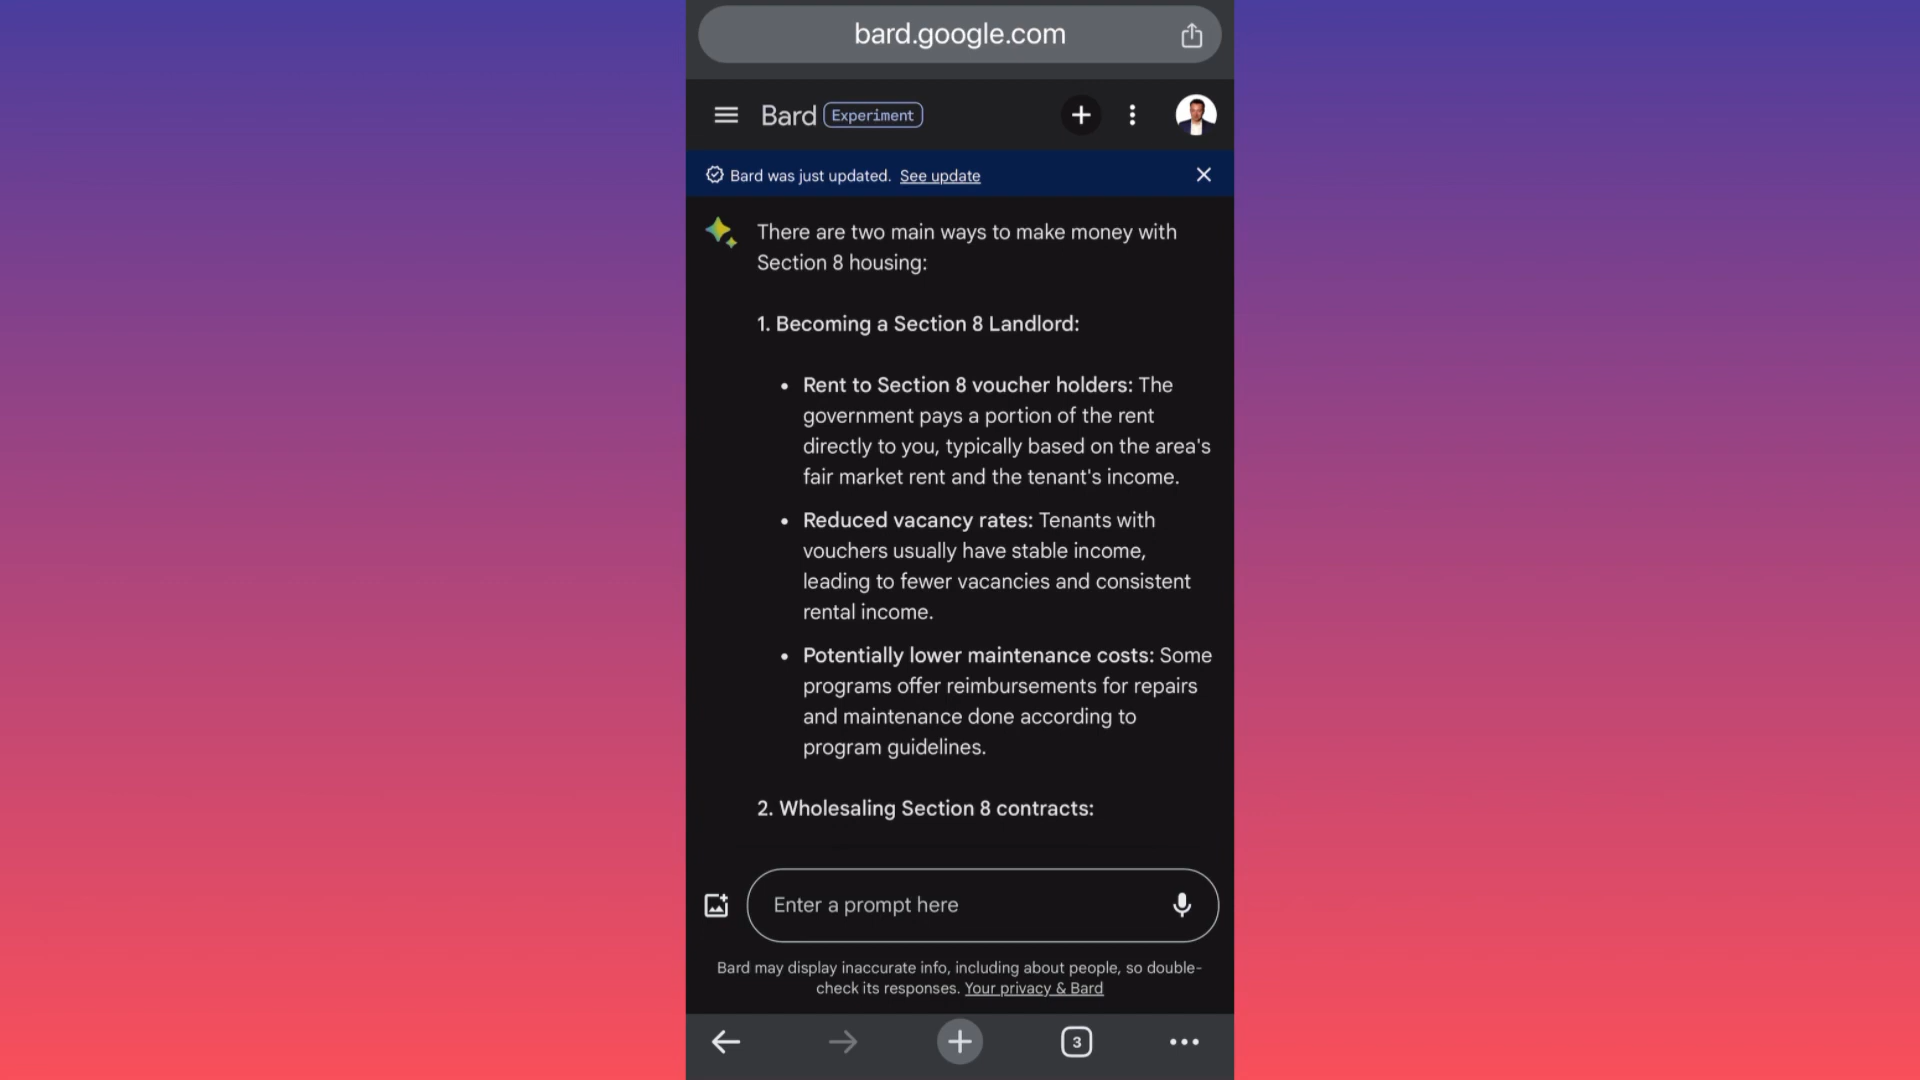 bard.google.com
Bard Experiment
Bard was just updated. See update
There are two main ways to make money with
Section 8 housing:
1. Becoming a Section 8 Landlord:
• Rent to Section 8 voucher holders: The
government pays a portion of the rent
directly to you, typically based on the area's
fair market rent and the tenant's income.
• Reduced vacancy rates: Tenants with
vouchers usually have stable income,
leading to fewer vacancies and consistent
rental income.
• Potentially lower maintenance costs: Some
programs offer reimbursements for repairs
and maintenance done according to
program guidelines.
2. Wholesaling Section 8 contracts:
Enter a prompt here
Bard may display inaccurate info, including about people, so double-
check its responses. Your privacy & Bard
3